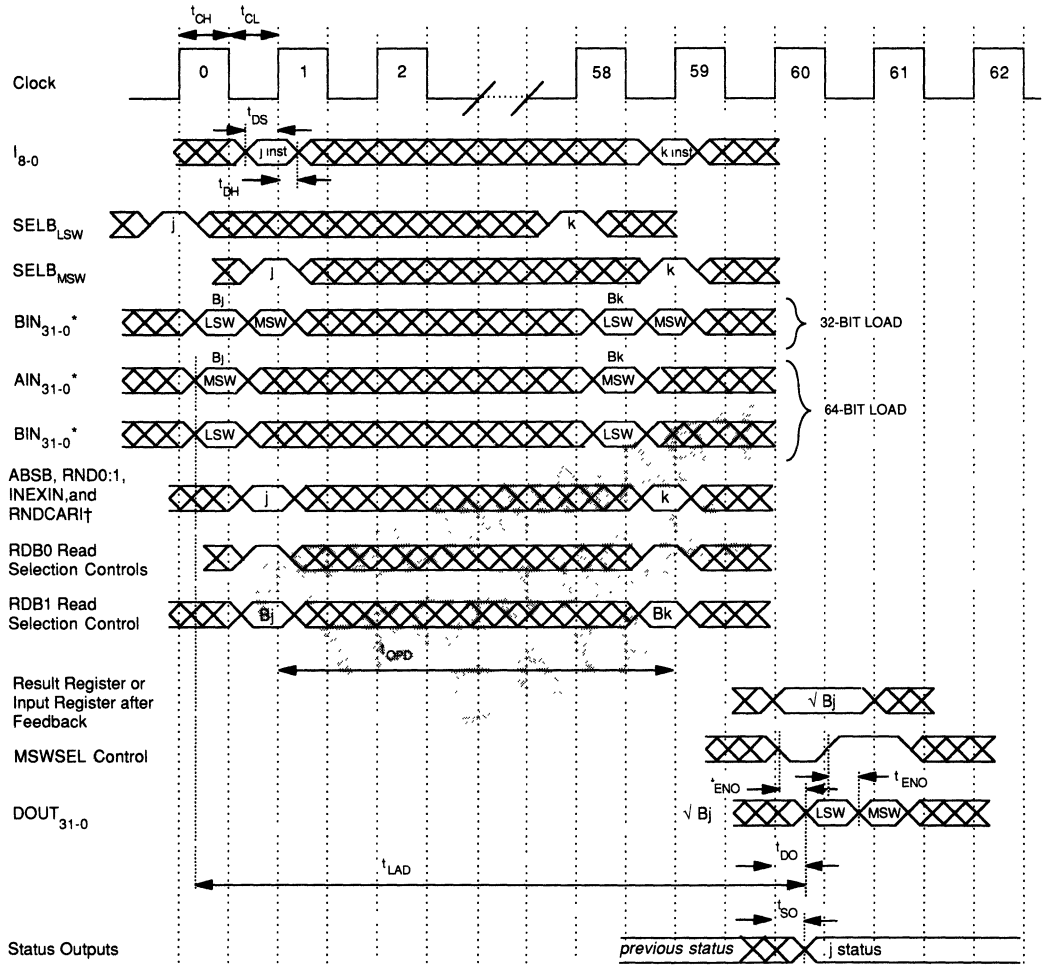 tCH tCL
Clock 0 1 2 58 59 60 61 62
tDS
I8-0 j inst k inst
tDH
SELBLSW j k
SELBMSW j k
Bj Bk
BIN31-0* LSW MSW LSW MSW 32-BIT LOAD
Bj Bk
AIN31-0* MSW MSW
64-BIT LOAD
BIN31-0* LSW LSW
ABSB, RND0:1,
INEXIN,and
RNDCARI† j k
RDB0 Read
Selection Controls
RDB1 Read
Selection Control Bj Bk
tOPD
Result Register or
Input Register after
Feedback √ Bj
MSWSEL Control
tENO tENO
DOUT31-0 √ Bj LSW MSW
tDO
tLAD
tSO
Status Outputs previous status j status